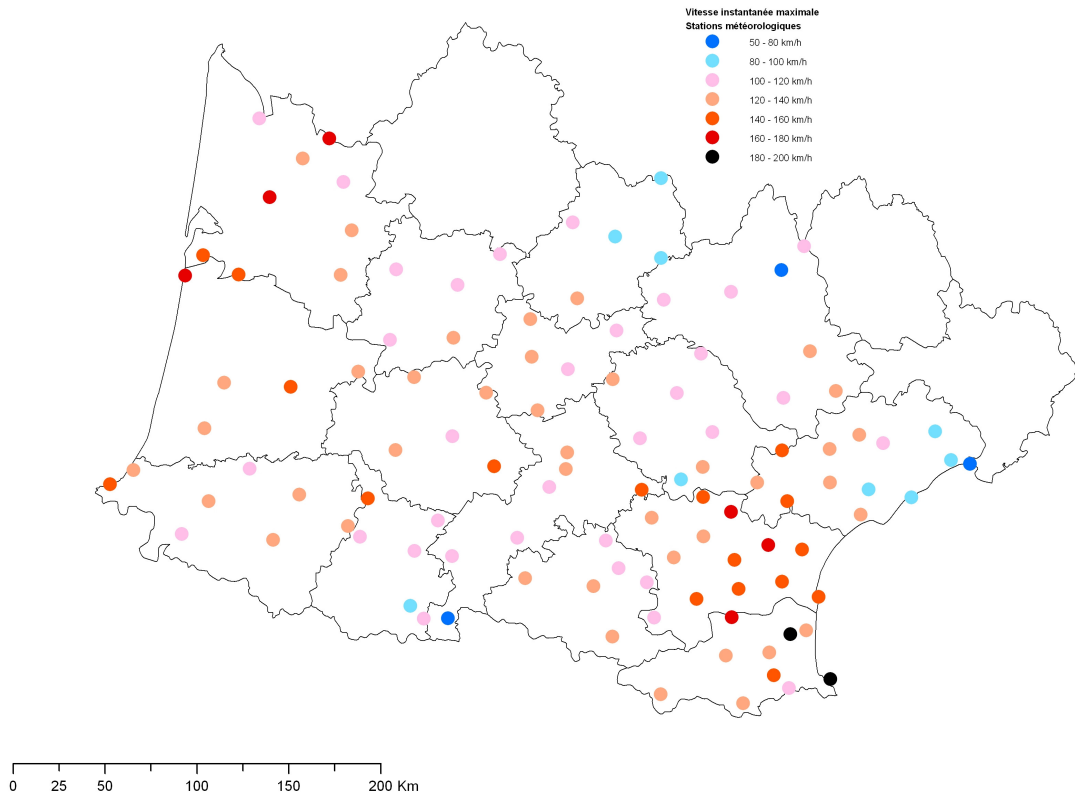 Vitesse instantanée maximale
Stations météorologiques
50 - 80 km/h
80 - 100 km/h
100 - 120 km/h
120 - 140 km/h
140 - 160 km/h
160 - 180 km/h
180 - 200 km/h
0 25 50 100 150 200 Km